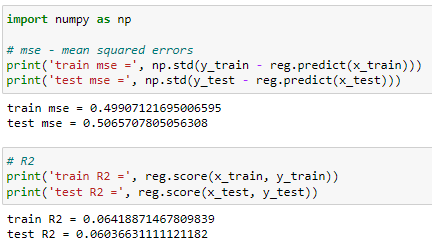 import numpy as np
# mse - mean squared errors
print('train mse =', np.std(y_train - reg.predict(x_train)))
print('test mse =', np.std(y_test - reg.predict(x_test)))
train mse = 0.49907121695006595
test mse = 0.5065707805056308
# R2
print('train R2 =', reg.score(x_train, y_train))
print('test R2 =', reg.score(x_test, y_test))
train R2 = 0.06418871467809839
test R2 = 0.06036631111121182